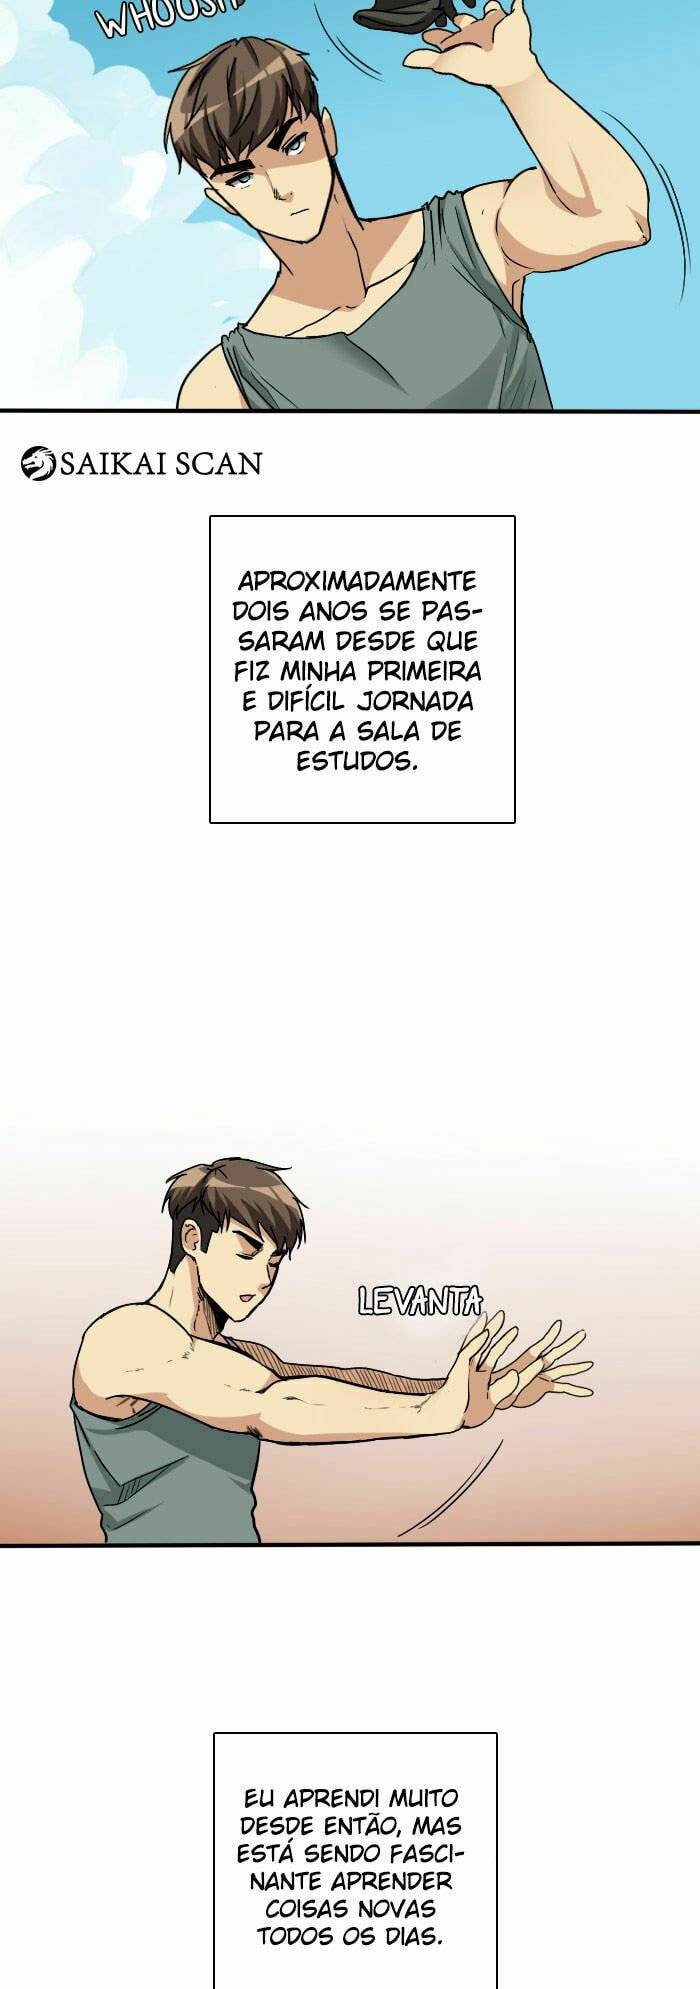 WHOOSH
SAIKAI SCAN
APROXIMADAMENTE
DOIS ANOS SE PAS-
SARAM DESDE QUE
FIZ MINHA PRIMEIRA
E DIFÍCIL JORNADA
PARA A SALA DE
ESTUDOS.
LEVANTA
EU APRENDI MUITO
DESDE ENTÃO, MAS
ESTÁ SENDO FASCI-
NANTE APRENDER
COISAS NOVAS
TODOS OS DIAS.